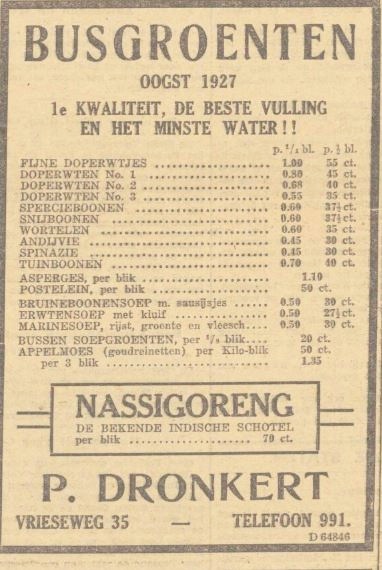 BUSGROENTEN
OOGST 1927
1e KWALITEIT, DE BESTE VULLING
EN HET MINSTE WATER!!
p. 1/1 bl. p. ½ bl.
FIJNE DOPERWTJES .................... 1.00 55 ct.
DOPERWTEN No. 1 .................... 0.80 45 ct.
DOPERWTEN No. 2 .................... 0.68 40 ct.
DOPERWTEN No. 3 .................... 0.55 35 ct.
SPERCIEBOONEN .................... 0.60 37½ ct.
SNIJBOONEN .................... 0.60 37½ ct.
WORTELEN .................... 0.60 35 ct.
ANDIJVIE .................... 0.45 30 ct.
SPINAZIE .................... 0.45 30 ct.
TUINBOONEN .................... 0.70 40 ct.
ASPERGES, per blik .................... 1.10
POSTELEIN, per blik .................... 50 ct.
BRUINEBOONENSOEP m. sausijsjes ........ 0.50 30 ct.
ERWTENSOEP met kluif .................... 0.50 27½ ct.
MARINESOEP, rijst, groente en vleesch.... 0.50 30 ct.
BUSSEN SOEPGROENTEN, per ¹/₈ blik.... 20 ct.
APPELMOES (goudreinetten) per Kilo-blik 50 ct.
per 3 blik .................... 1.35
NASSIGORENG
DE BEKENDE INDISCHE SCHOTEL
per blik .................... 70 ct.
P. DRONKERT
VRIESEWEG 35 — TELEFOON 991.
D 64846